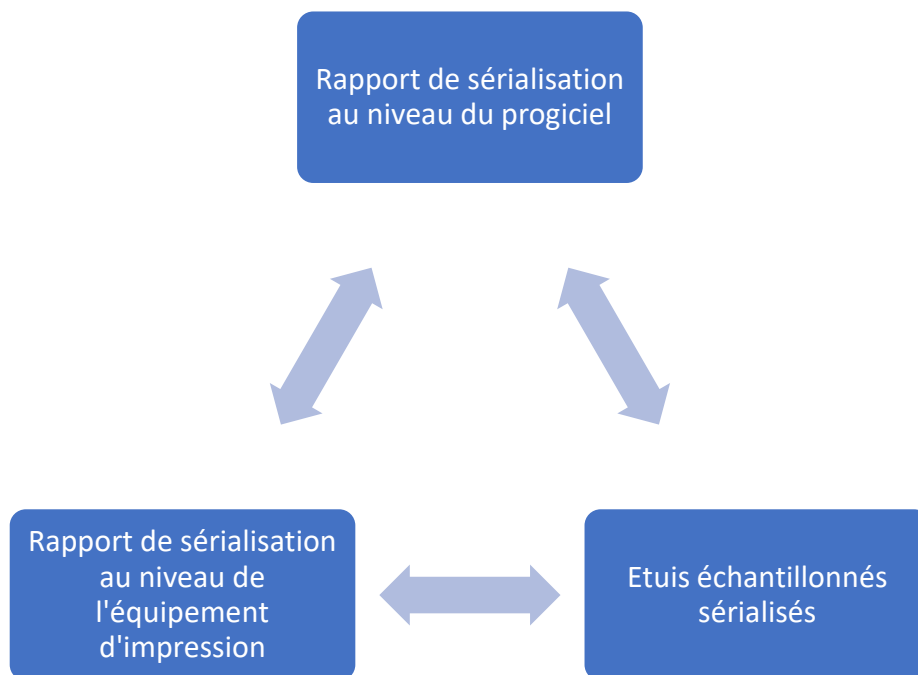 Rapport de sérialisation
au niveau du progiciel
Rapport de sérialisation
au niveau de
l'équipement
d'impression
Etuis échantillonnés
sérialisés